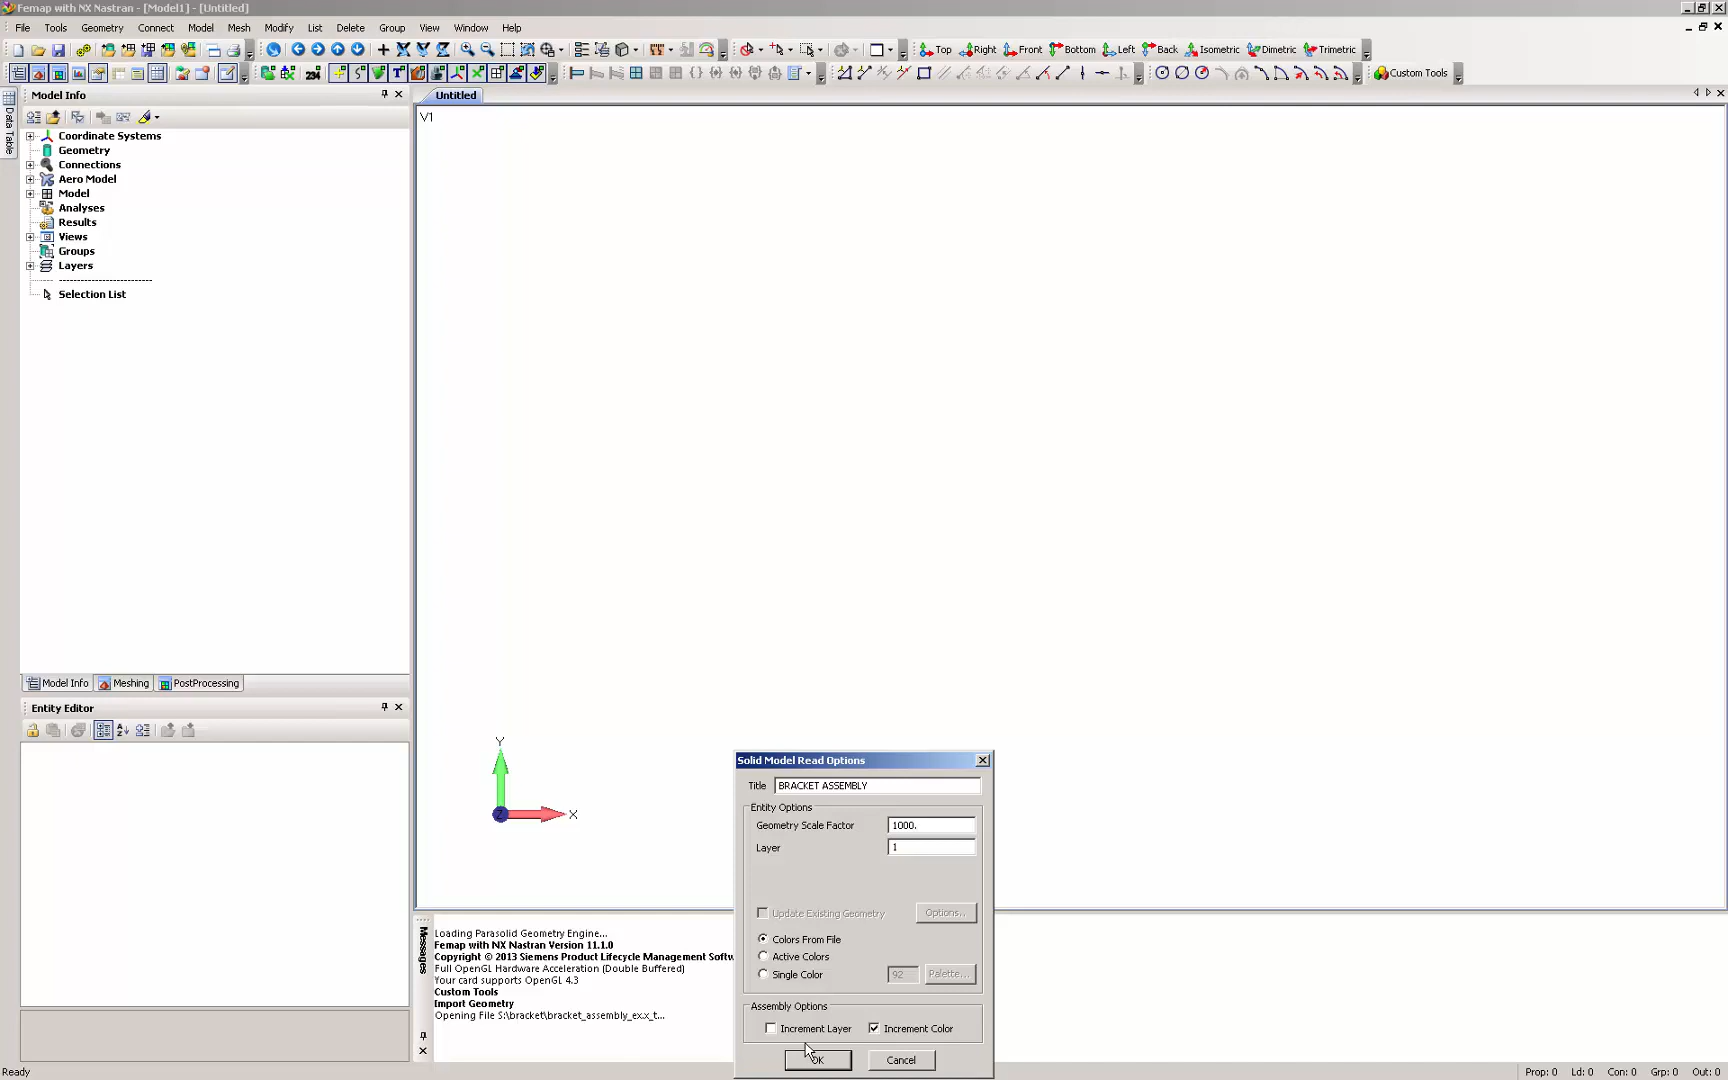 Femap with NX Nastran - [Model1] - [Untitled]
File Tools Geometry Connect Model Mesh Modify List Delete Group View Window Help
Top Right Front Bottom Left Back Isometric Dimetric Trimetric
234 T Custom Tools
Model Info
Untitled
Data Table
V1
Coordinate Systems
Geometry
Connections
Aero Model
Model
Analyses
Results
Views
Groups
Layers
Selection List
Model Info Meshing PostProcessing
Entity Editor
Y
Z
X
Solid Model Read Options
Title BRACKET ASSEMBLY
Entity Options
Geometry Scale Factor 1000.
Layer 1
Update Existing Geometry Options...
Colors From File
Active Colors
Single Color 92 Palette...
Assembly Options
Increment Layer Increment Color
OK Cancel
Messages
Loading Parasolid Geometry Engine...
Femap with NX Nastran Version 11.1.0
Copyright © 2013 Siemens Product Lifecycle Management Softw
Full OpenGL Hardware Acceleration (Double Buffered)
Your card supports OpenGL 4.3
Custom Tools
Import Geometry
Opening File S:\bracket\bracket_assembly_ex.x_t...
Ready
Prop: 0 Ld: 0 Con: 0 Grp: 0 Out: 0